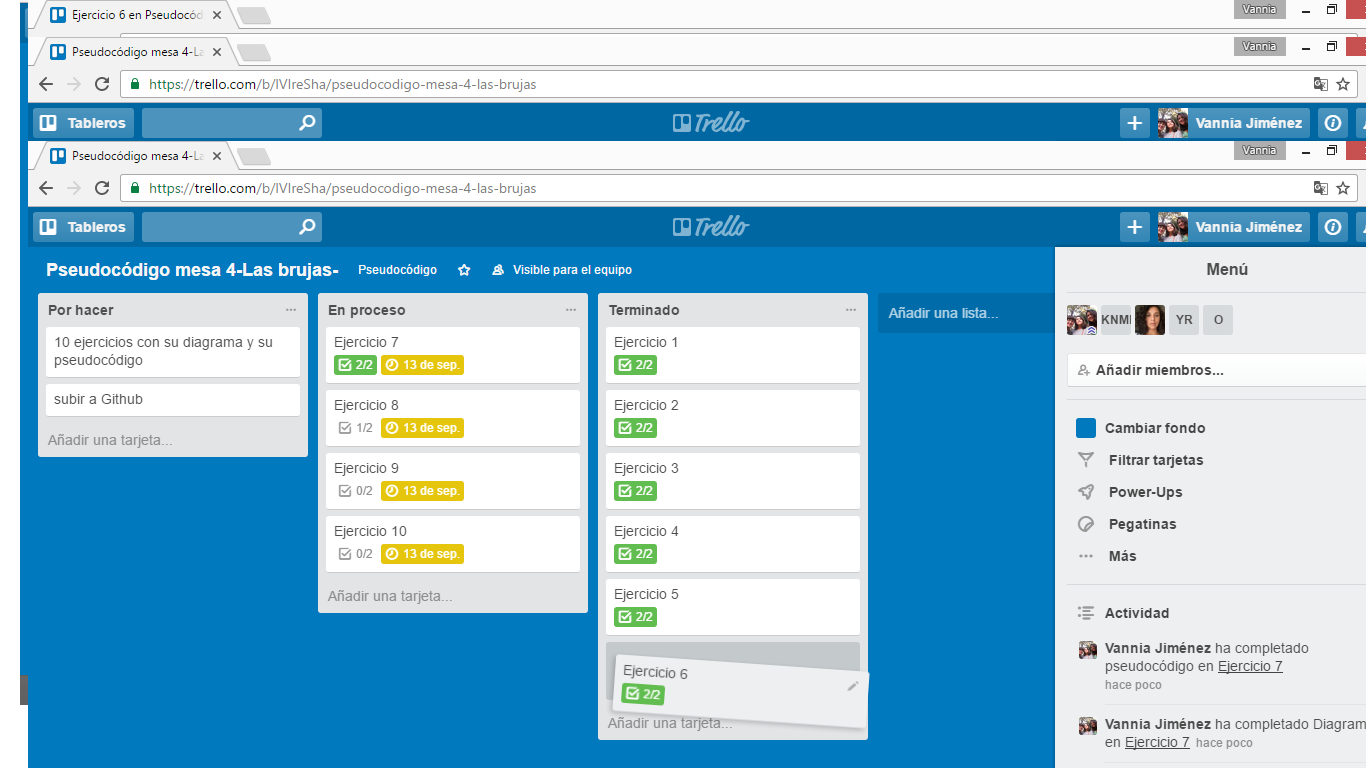 Ejercicio 6 en Pseudocód
Vannia
Pseudocódigo mesa 4-La
Vannia
https://trello.com/b/IVIreSha/pseudocodigo-mesa-4-las-brujas
Tableros
Trello
Vannia Jiménez
Pseudocódigo mesa 4-La
Vannia
https://trello.com/b/IVIreSha/pseudocodigo-mesa-4-las-brujas
Tableros
Trello
Vannia Jiménez
Pseudocódigo mesa 4-Las brujas-
Pseudocódigo
Visible para el equipo
Por hacer
10 ejercicios con su diagrama y su
pseudocódigo
subir a Github
Añadir una tarjeta...
En proceso
Ejercicio 7
2/2 13 de sep.
Ejercicio 8
1/2 13 de sep.
Ejercicio 9
0/2 13 de sep.
Ejercicio 10
0/2 13 de sep.
Añadir una tarjeta...
Terminado
Ejercicio 1
2/2
Ejercicio 2
2/2
Ejercicio 3
2/2
Ejercicio 4
2/2
Ejercicio 5
2/2
Ejercicio 6
2/2
Añadir una tarjeta...
Añadir una lista...
Menú
KNMI YR O
Añadir miembros...
Cambiar fondo
Filtrar tarjetas
Power-Ups
Pegatinas
Más
Actividad
Vannia Jiménez ha completado
pseudocódigo en Ejercicio 7
hace poco
Vannia Jiménez ha completado Diagram
en Ejercicio 7 hace poco